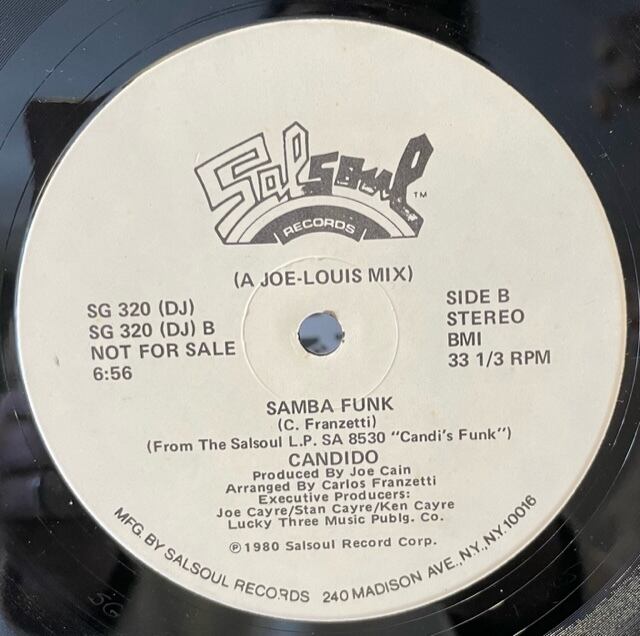 Salsoul TM
RECORDS
(A JOE-LOUIS MIX)
SG 320 (DJ)
SG 320 (DJ) B
NOT FOR SALE
6:56
SIDE B
STEREO
BMI
33 1/3 RPM
SAMBA FUNK
(C. Franzetti)
(From The Salsoul L.P. SA 8530 "Candi's Funk")
CANDIDO
Produced By Joe Cain
Arranged By Carlos Franzetti
Executive Producers:
Joe Cayre/Stan Cayre/Ken Cayre
Lucky Three Music Publg. Co.
℗ 1980 Salsoul Record Corp.
MFG. BY SALSOUL RECORDS 240 MADISON AVE., NY., NY. 10016